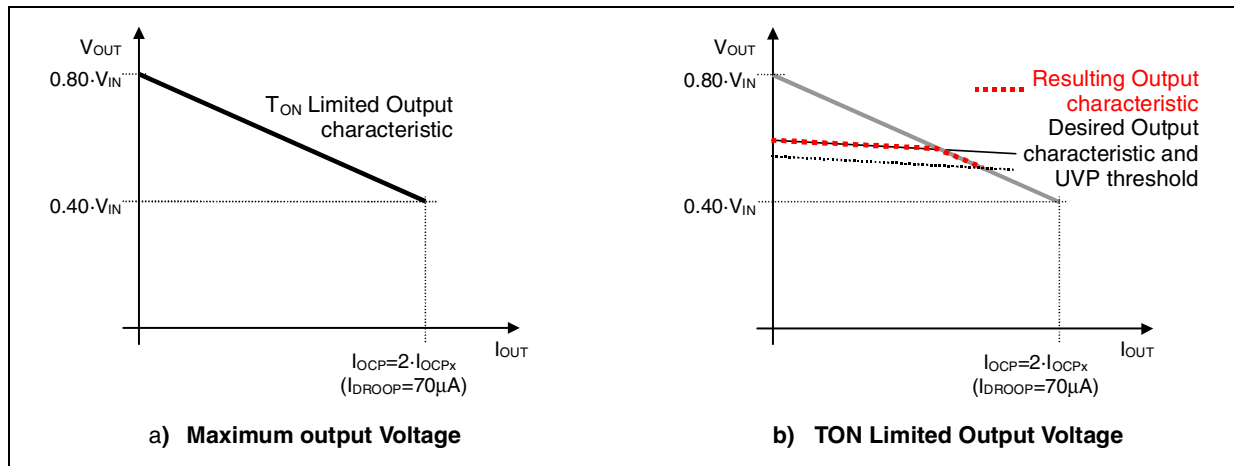 VOUT
0.80·VIN
TON Limited Output
characteristic
0.40·VIN
IOUT
IOCP=2·IOCPx
(IDROOP=70µA)
a) Maximum output Voltage
VOUT
0.80·VIN
Resulting Output
characteristic
Desired Output
characteristic and
UVP threshold
0.40·VIN
IOUT
IOCP=2·IOCPx
(IDROOP=70µA)
b) TON Limited Output Voltage